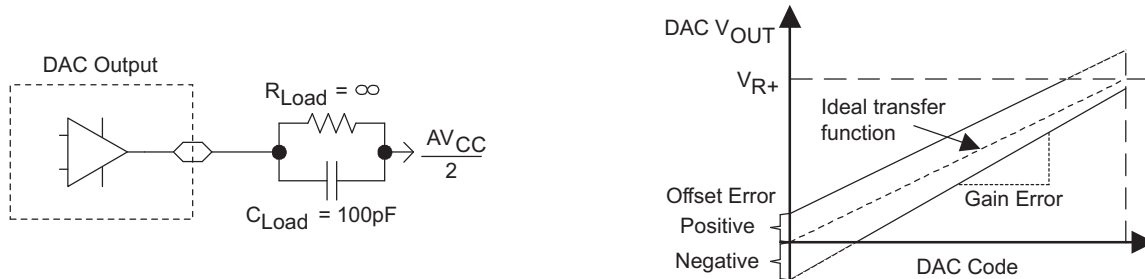 DAC Output
R_Load = ∞
C_Load = 100pF
AV_CC
2
DAC V_OUT
V_R+
Ideal transfer
function
Offset Error
Positive
Negative
Gain Error
DAC Code